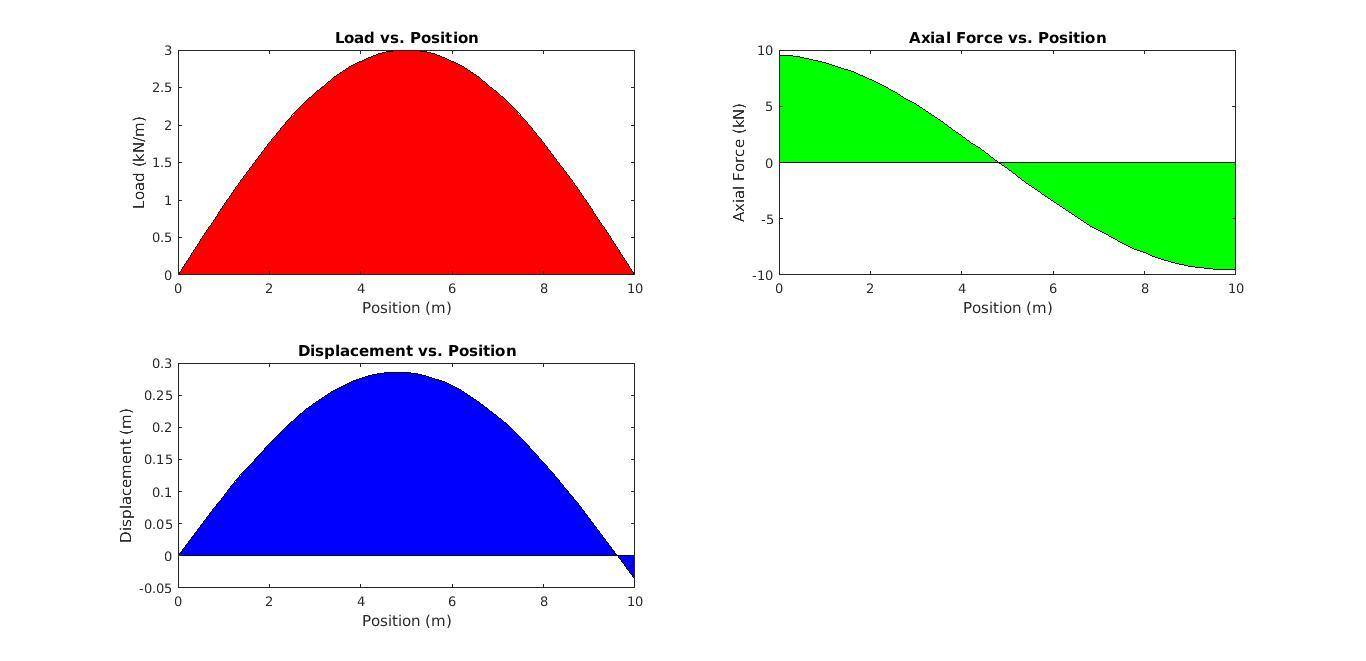 Load vs. Position
3
2.5
2
1.5
1
0.5
0
Load (kN/m)
0 2 4 6 8 10
Position (m)
Axial Force vs. Position
10
5
0
-5
-10
Axial Force (kN)
0 2 4 6 8 10
Position (m)
Displacement vs. Position
0.3
0.25
0.2
0.15
0.1
0.05
0
-0.05
Displacement (m)
0 2 4 6 8 10
Position (m)